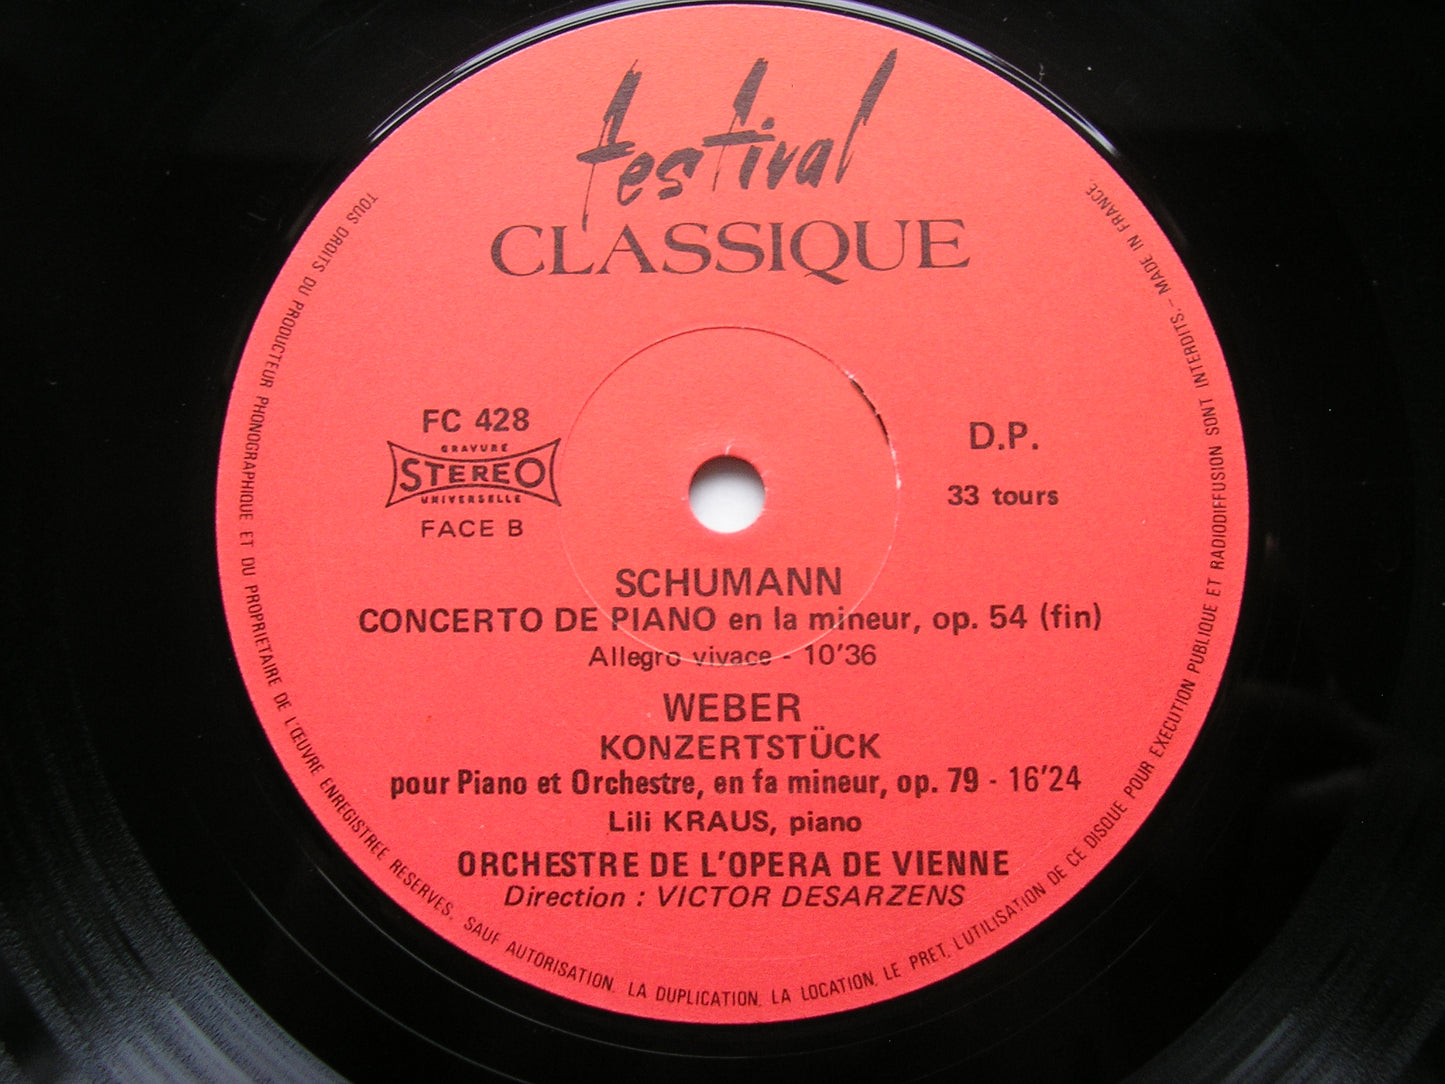 festival
CLASSIQUE
FC 428
GRAVURE
STEREO
UNIVERSELLE
FACE B
D.P.
33 tours
SCHUMANN
CONCERTO DE PIANO en la mineur, op. 54 (fin)
Allegro vivace - 10'36
WEBER
KONZERTSTÜCK
pour Piano et Orchestre, en fa mineur, op. 79 - 16'24
Lili KRAUS, piano
ORCHESTRE DE L'OPERA DE VIENNE
Direction : VICTOR DESARZENS
TOUS DROITS DU PRODUCTEUR PHONOGRAPHIQUE ET DU PROPRIETAIRE DE L'ŒUVRE ENREGISTREE RESERVES. SAUF AUTORISATION, LA DUPLICATION, LA LOCATION, LE PRET, L'UTILISATION DE CE DISQUE POUR EXECUTION PUBLIQUE ET RADIODIFFUSION SONT INTERDITS. - MADE IN FRANCE.